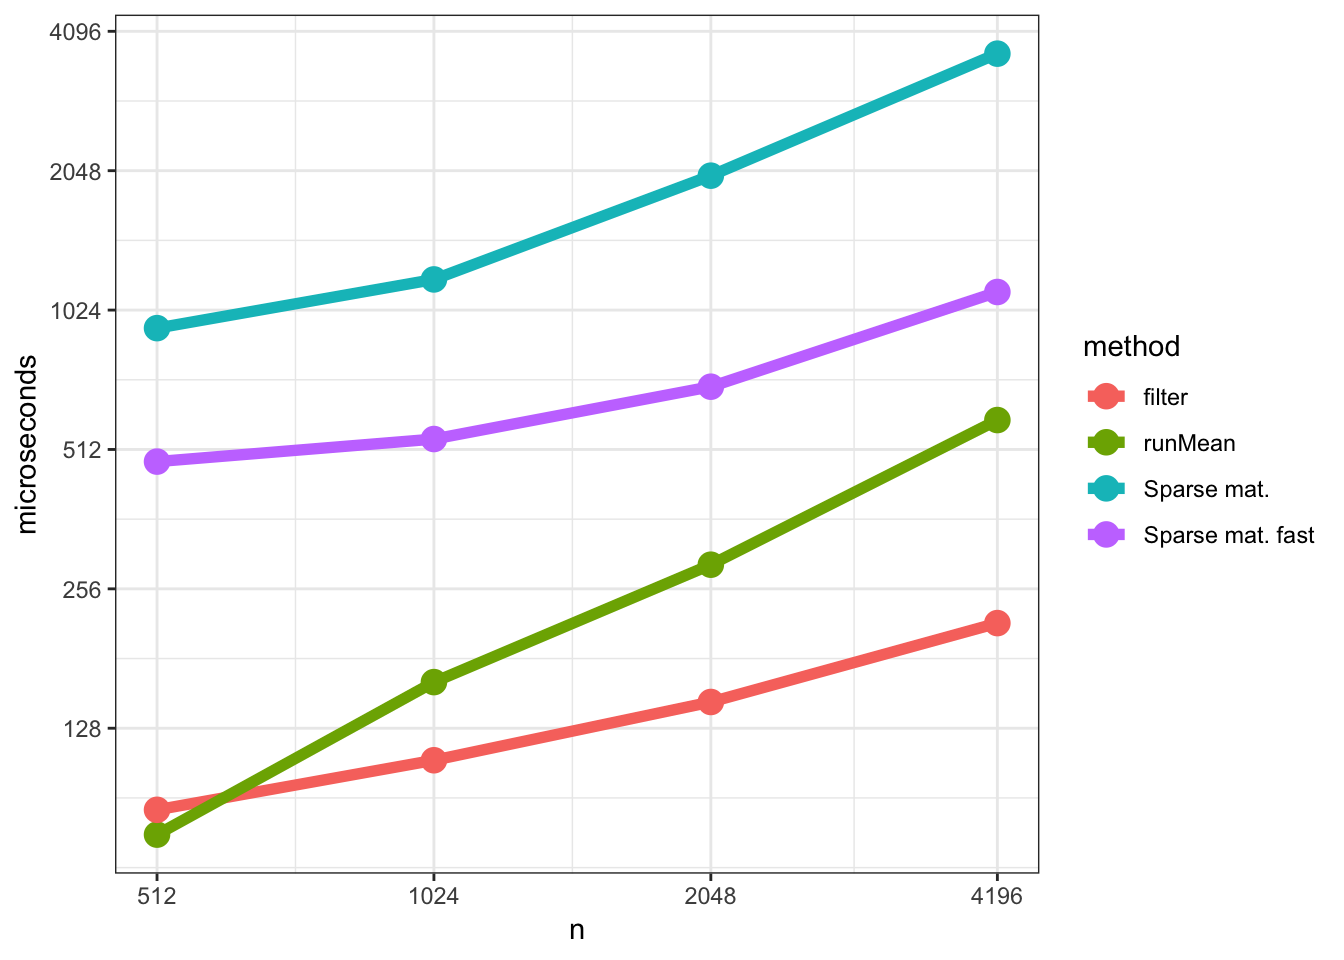 4096
2048
1024
512
256
128
microseconds
512
1024
2048
4196
n
method
filter
runMean
Sparse mat.
Sparse mat. fast